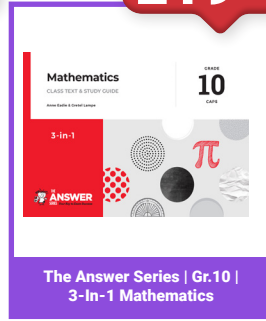 Mathematics
CLASS TEXT & STUDY GUIDE
Anne Eadie & Gretel Lampe
GRADE
10
CAPS
3-in-1
π
THE
ANSWER
The Answer Series | Gr.10 |
3-In-1 Mathematics